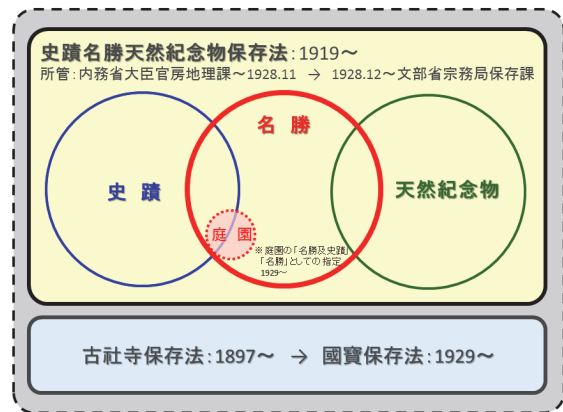 史蹟名勝天然紀念物保存法：1919～
所管：内務省大臣官房地理課～1928.11 → 1928.12～文部省宗務局保存課
名 勝
史 蹟
天然紀念物
庭 園
※庭園の「名勝及史蹟」
「名勝」としての指定
1929～
古社寺保存法：1897～ → 國寶保存法：1929～